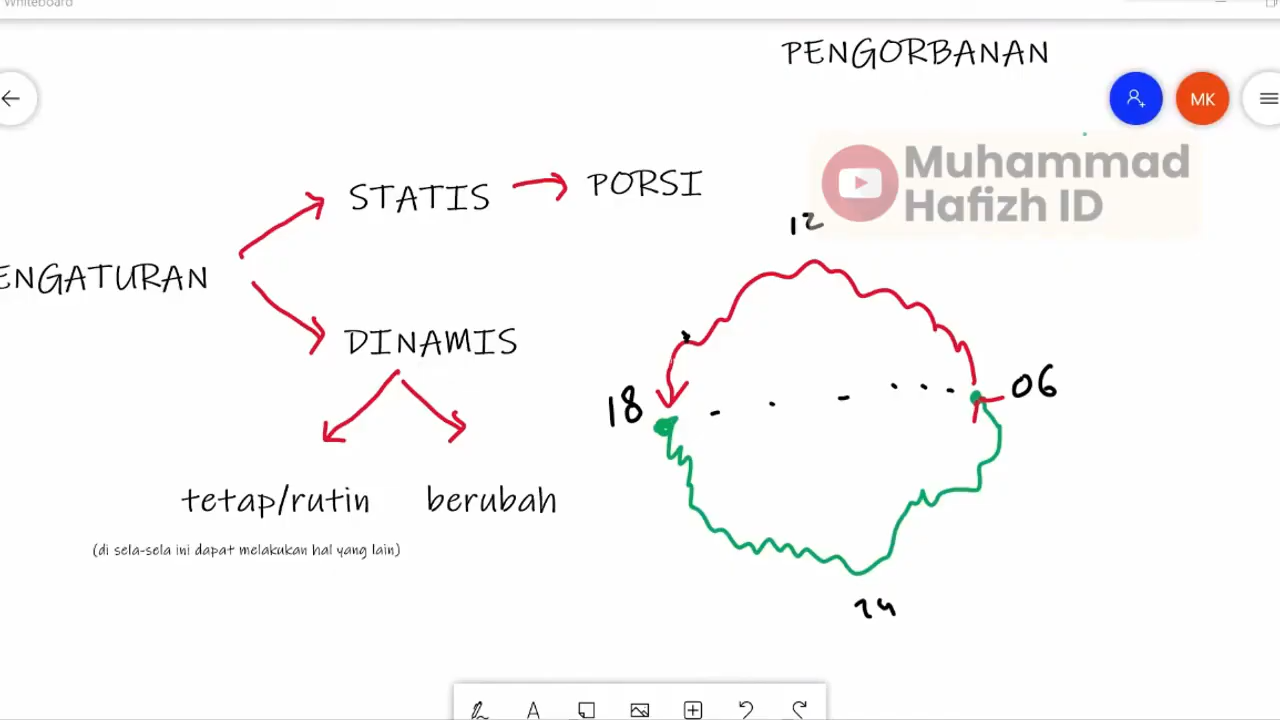 Whiteboard
PENGORBANAN
MK
Muhammad
Hafizh ID
STATIS
PORSI
12
ENGATURAN
DINAMIS
18
06
tetap/rutin
berubah
(di sela-sela ini dapat melakukan hal yang lain)
24
A